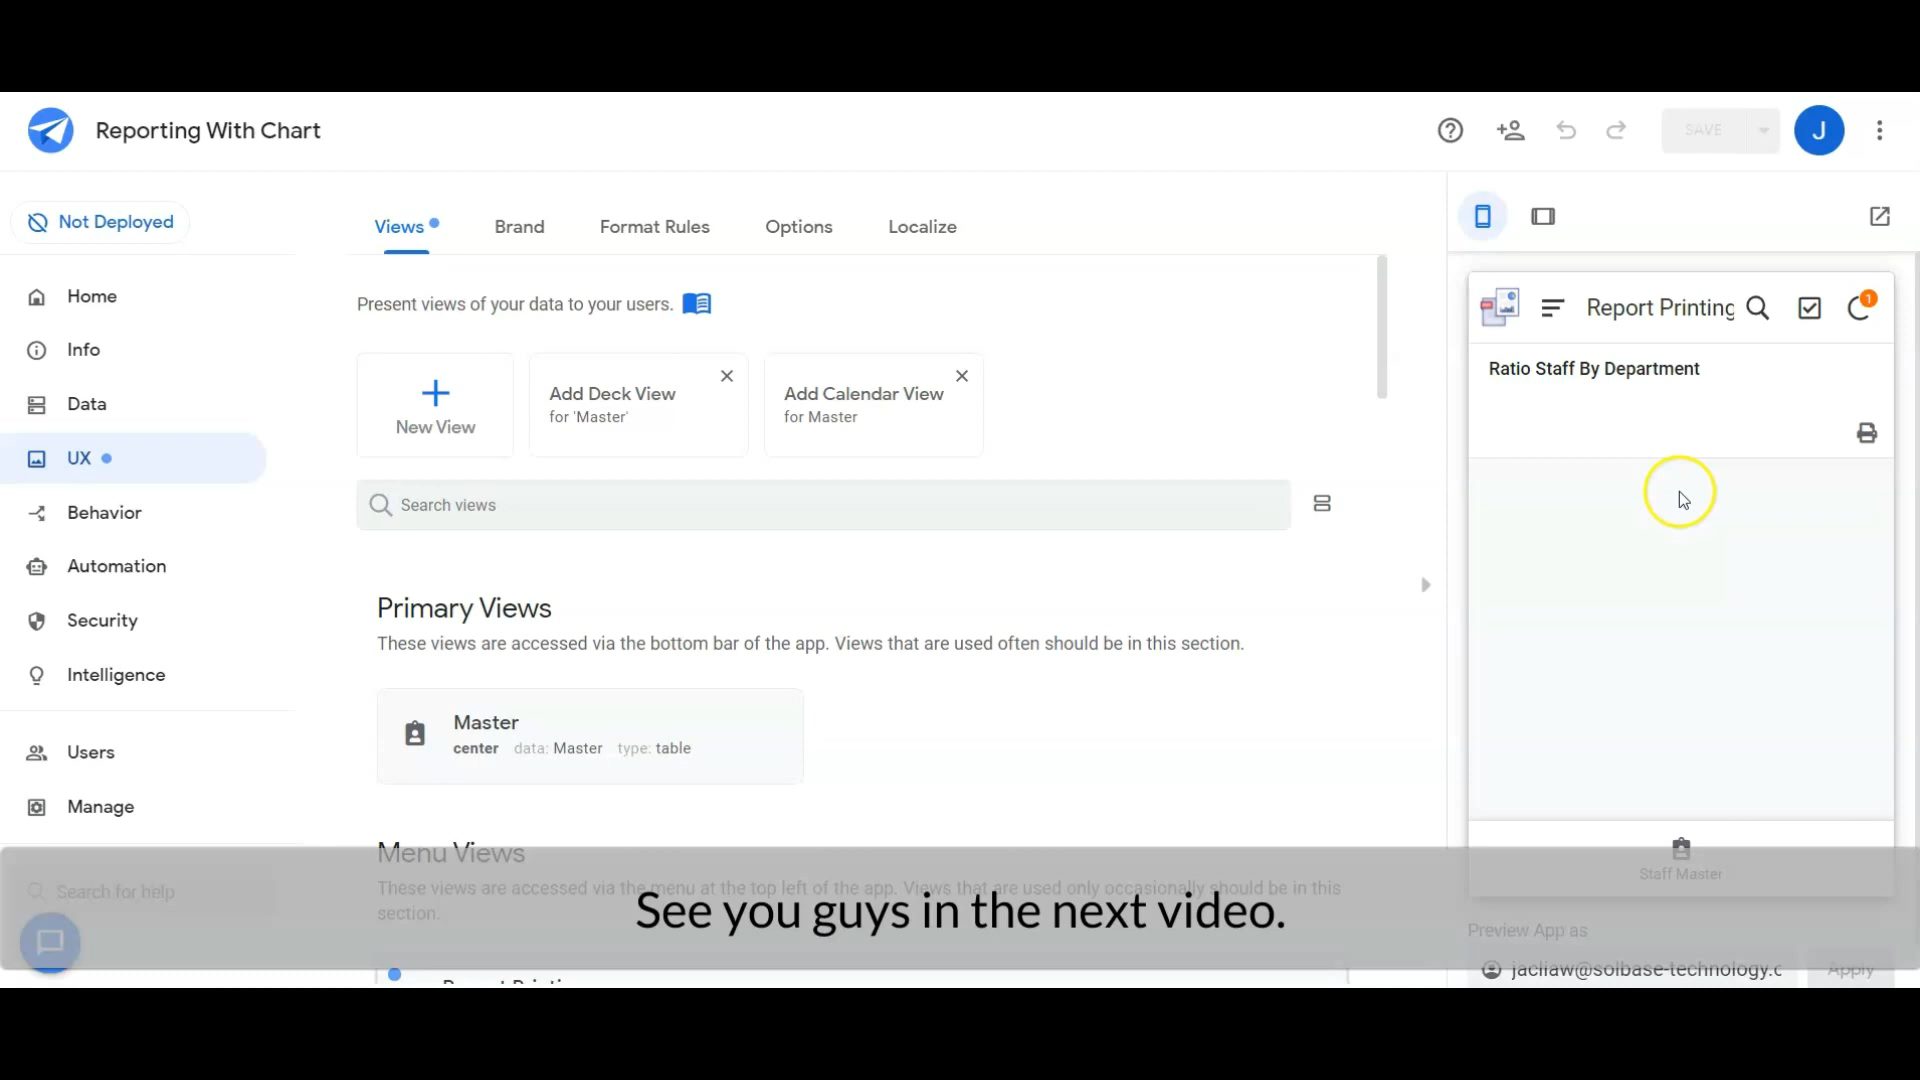 Reporting With Chart
SAVE
J
Not Deployed
Home
Info
Data
UX
Behavior
Automation
Security
Intelligence
Users
Manage
Search for help
Views
Brand
Format Rules
Options
Localize
Present views of your data to your users.
New View
Add Deck View
for 'Master'
Add Calendar View
for Master
Search views
Primary Views
These views are accessed via the bottom bar of the app. Views that are used often should be in this section.
Master
center data: Master type: table
Menu Views
These views are accessed via the menu at the top left of the app. Views that are used only occasionally should be in this
section.
Report Printing
1
Ratio Staff By Department
Staff Master
Preview App as
jacliaw@solbase-technology.c
Apply
See you guys in the next video.